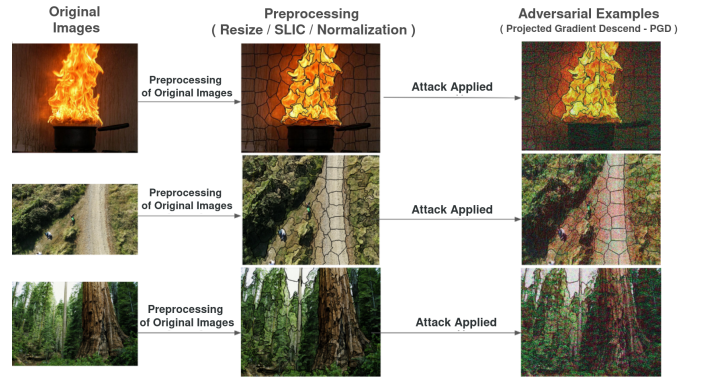 Original
Images
Preprocessing
( Resize / SLIC / Normalization )
Adversarial Examples
( Projected Gradient Descend - PGD )
Preprocessing
of Original Images
Attack Applied
Preprocessing
of Original Images
Attack Applied
Preprocessing
of Original Images
Attack Applied